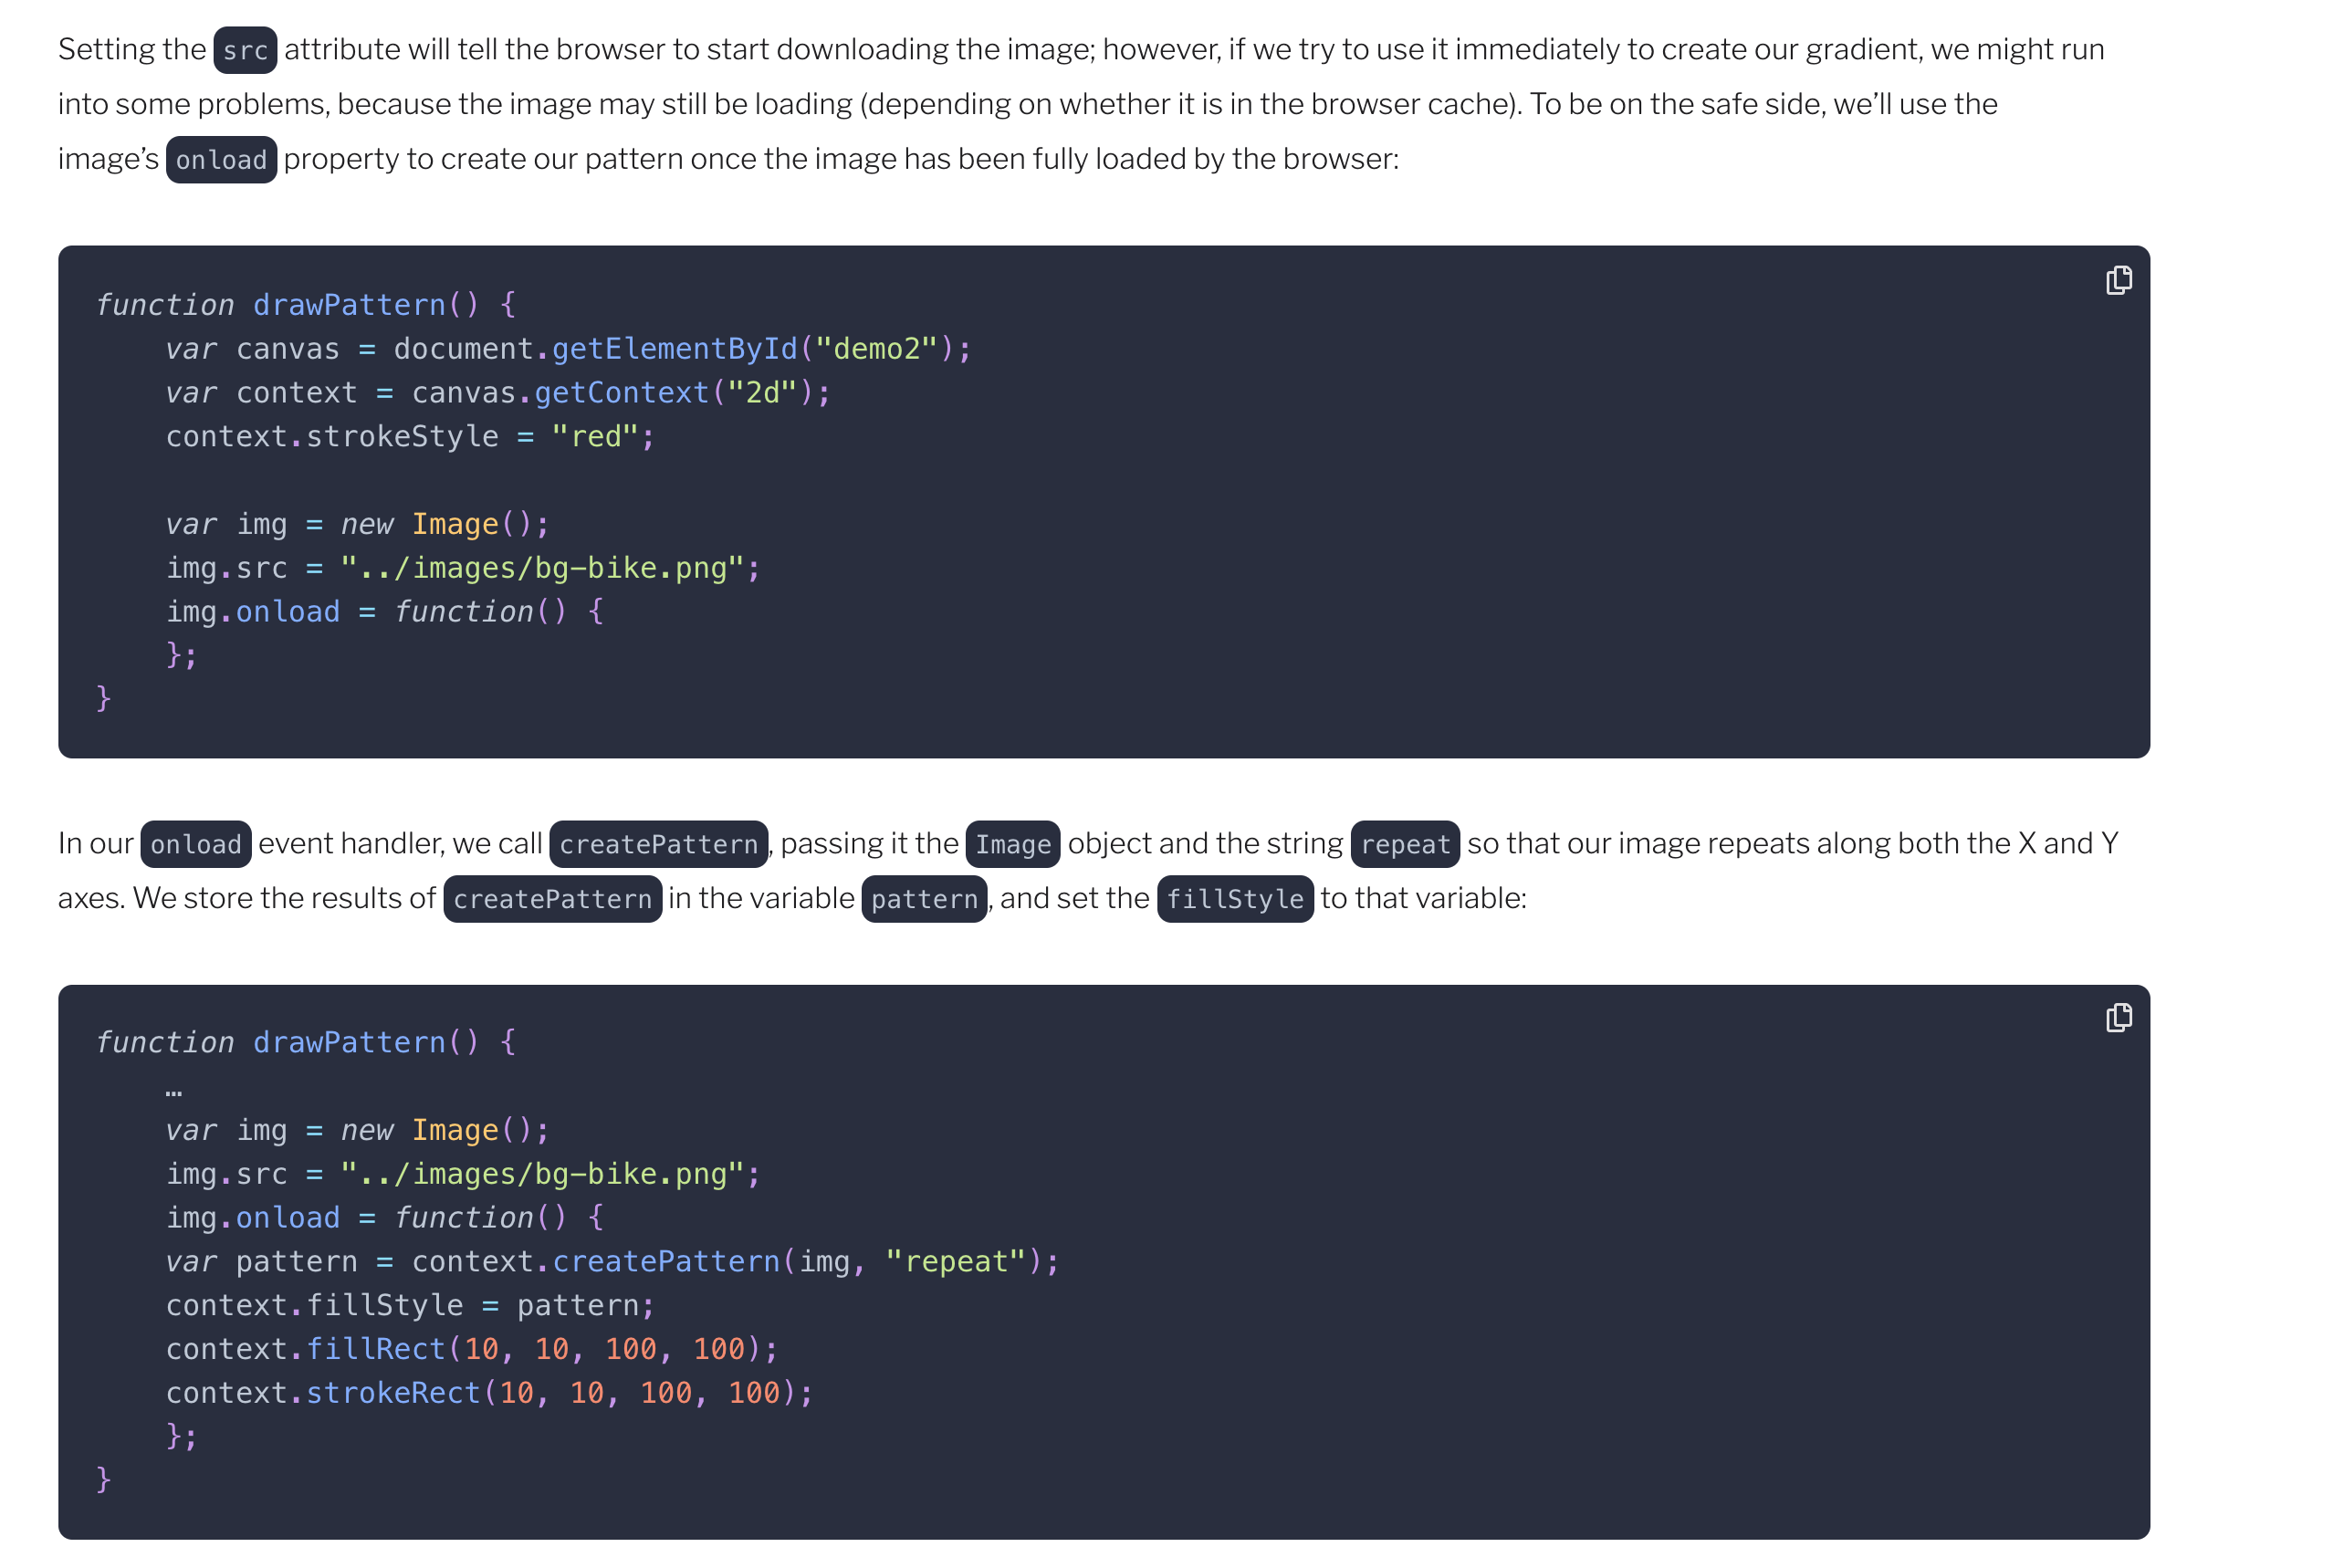 Setting the src attribute will tell the browser to start downloading the image; however, if we try to use it immediately to create our gradient, we might run
into some problems, because the image may still be loading (depending on whether it is in the browser cache). To be on the safe side, we’ll use the
image’s onload property to create our pattern once the image has been fully loaded by the browser:
function drawPattern() {
    var canvas = document.getElementById("demo2");
    var context = canvas.getContext("2d");
    context.strokeStyle = "red";

    var img = new Image();
    img.src = "../images/bg-bike.png";
    img.onload = function() {
    };
}
In our onload event handler, we call createPattern, passing it the Image object and the string repeat so that our image repeats along both the X and Y
axes. We store the results of createPattern in the variable pattern, and set the fillStyle to that variable:
function drawPattern() {
    …
    var img = new Image();
    img.src = "../images/bg-bike.png";
    img.onload = function() {
    var pattern = context.createPattern(img, "repeat");
    context.fillStyle = pattern;
    context.fillRect(10, 10, 100, 100);
    context.strokeRect(10, 10, 100, 100);
    };
}